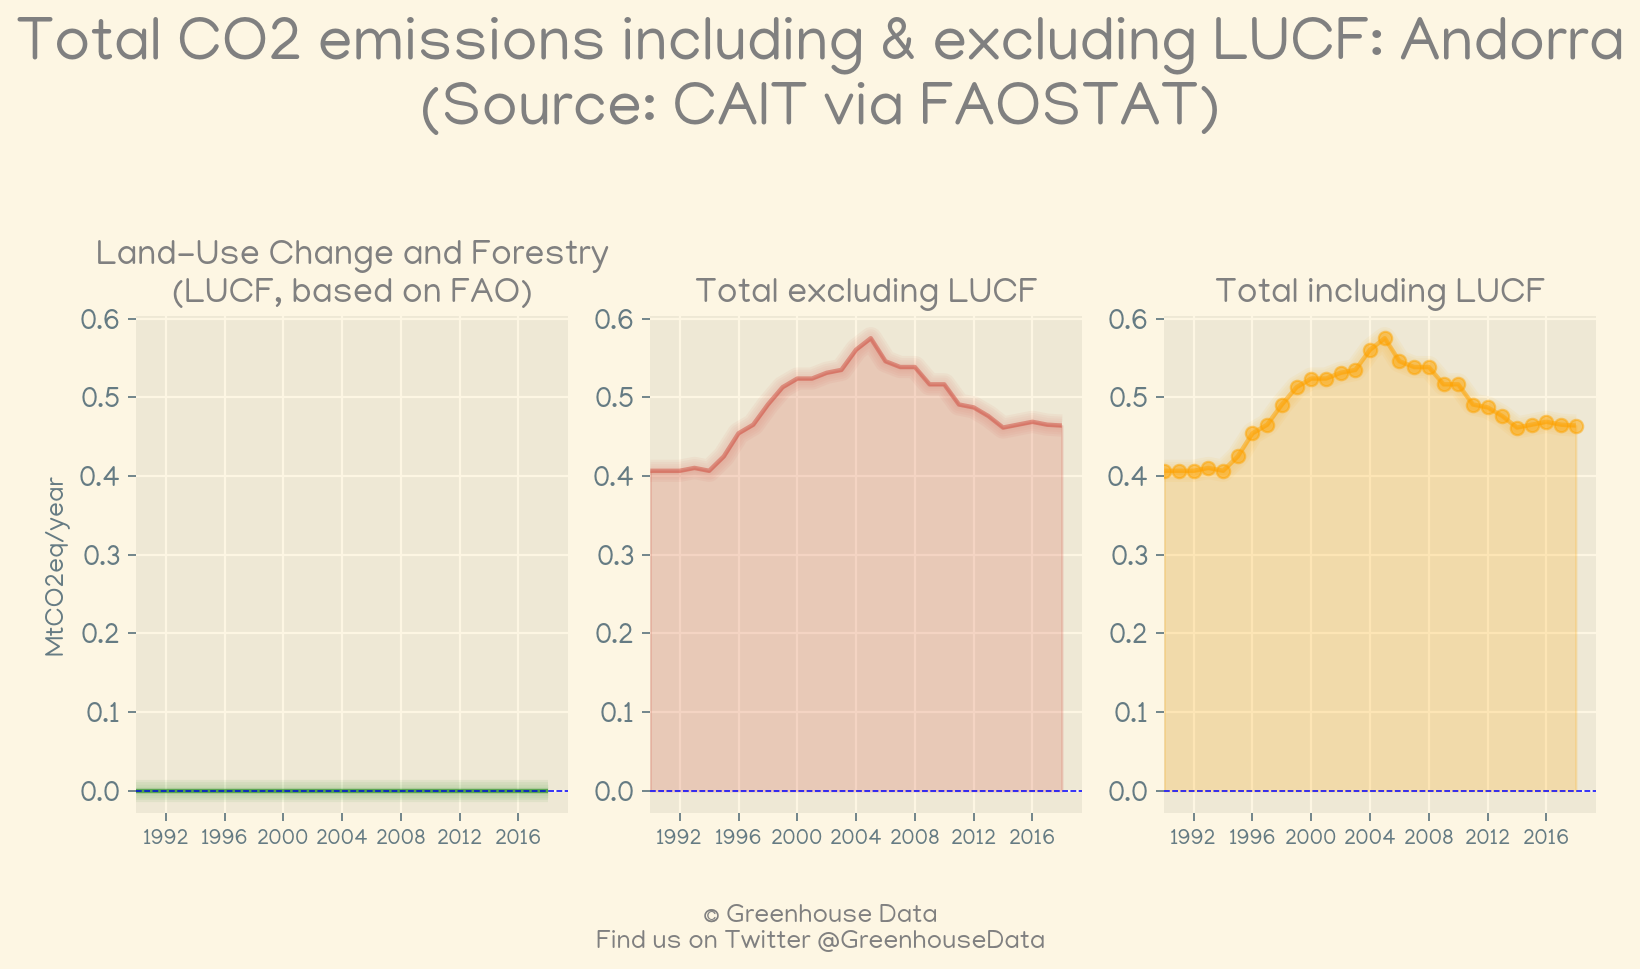 Total CO2 emissions including & excluding LUCF: Andorra
(Source: CAIT via FAOSTAT)
Land-Use Change and Forestry
(LUCF, based on FAO)
MtCO2eq/year
0.6
0.5
0.4
0.3
0.2
0.1
0.0
1992 1996 2000 2004 2008 2012 2016
Total excluding LUCF
0.6
0.5
0.4
0.3
0.2
0.1
0.0
1992 1996 2000 2004 2008 2012 2016
Total including LUCF
0.6
0.5
0.4
0.3
0.2
0.1
0.0
1992 1996 2000 2004 2008 2012 2016
© Greenhouse Data
Find us on Twitter @GreenhouseData